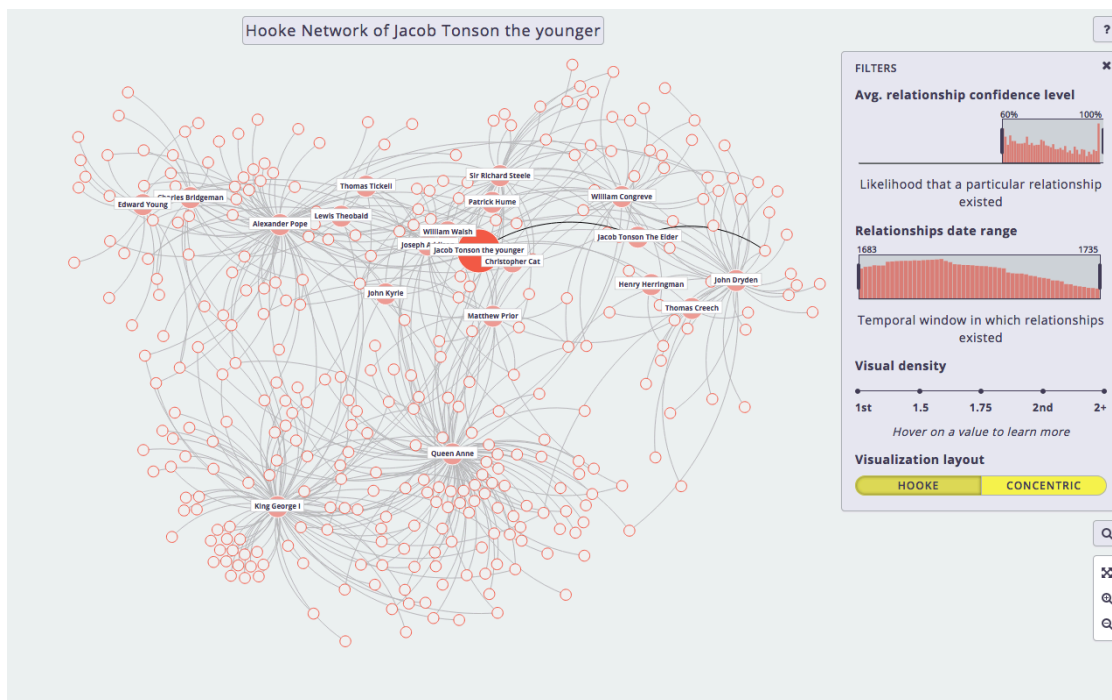 Hooke Network of Jacob Tonson the younger
?
FILTERS
Avg. relationship confidence level
60% 100%
Likelihood that a particular relationship
existed
Relationships date range
1683 1735
Temporal window in which relationships
existed
Visual density
1st 1.5 1.75 2nd 2+
Hover on a value to learn more
Visualization layout
HOOKE CONCENTRIC
Sir Richard Steele
Thomas Tickell
Charles Bridgeman
Edward Young
William Congreve
Patrick Hume
Lewis Theobald
Alexander Pope
William Walsh
Jacob Tonson The Elder
Joseph
Jacob Tonson the younger
Christopher Cat
John Dryden
Henry Herringman
John Kyrle
Thomas Creech
Matthew Prior
Queen Anne
King George I